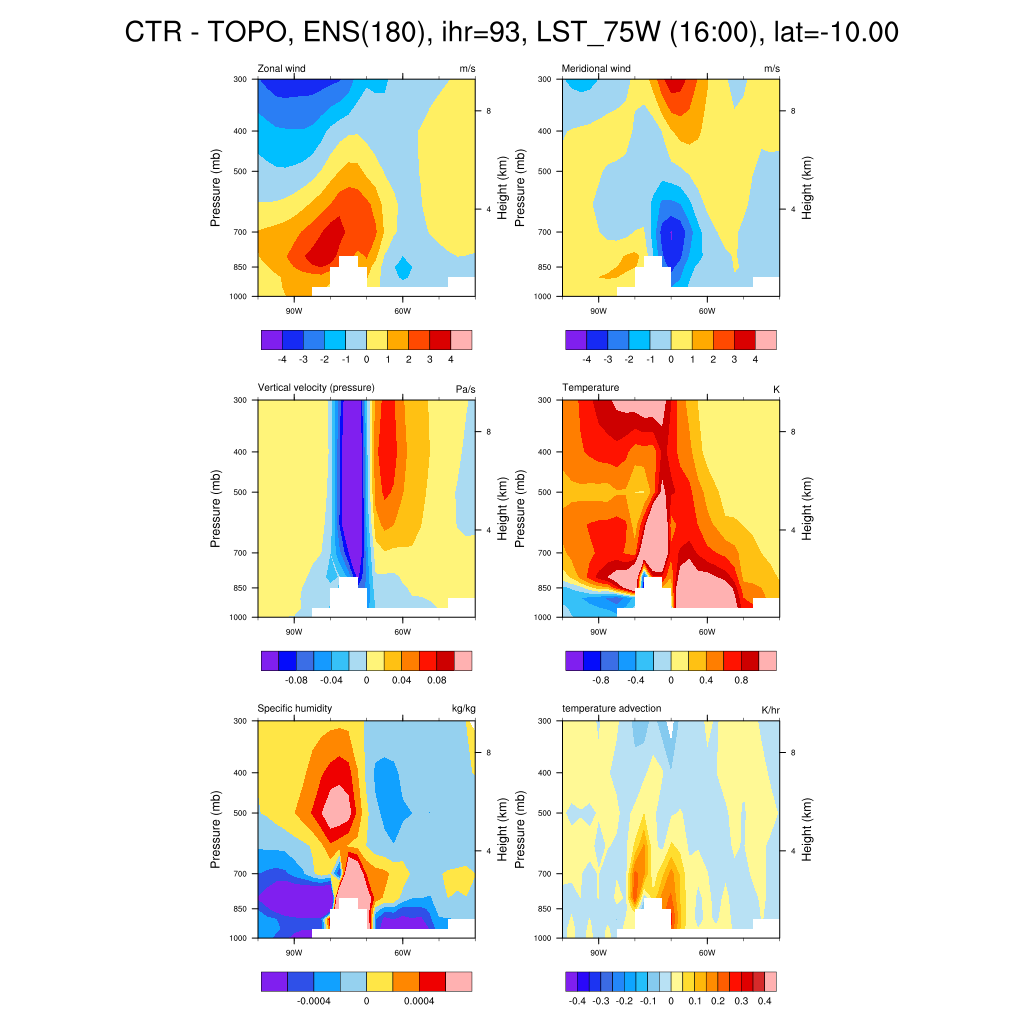 CTR - TOPO, ENS(180), ihr=93, LST_75W (16:00), lat=-10.00
Zonal wind m/s
Meridional wind m/s
300
400
500
700
850
1000
Pressure (mb)
8
4
Height (km)
90W 60W
300
400
500
700
850
1000
Pressure (mb)
8
4
Height (km)
90W 60W
-4 -3 -2 -1 0 1 2 3 4
-4 -3 -2 -1 0 1 2 3 4
Vertical velocity (pressure) Pa/s
Temperature K
300
400
500
700
850
1000
Pressure (mb)
8
4
Height (km)
90W 60W
300
400
500
700
850
1000
Pressure (mb)
8
4
Height (km)
90W 60W
-0.08 -0.04 0 0.04 0.08
-0.8 -0.4 0 0.4 0.8
Specific humidity kg/kg
temperature advection K/hr
300
400
500
700
850
1000
Pressure (mb)
8
4
Height (km)
90W 60W
300
400
500
700
850
1000
Pressure (mb)
8
4
Height (km)
90W 60W
-0.0004 0 0.0004
-0.4 -0.3 -0.2 -0.1 0 0.1 0.2 0.3 0.4